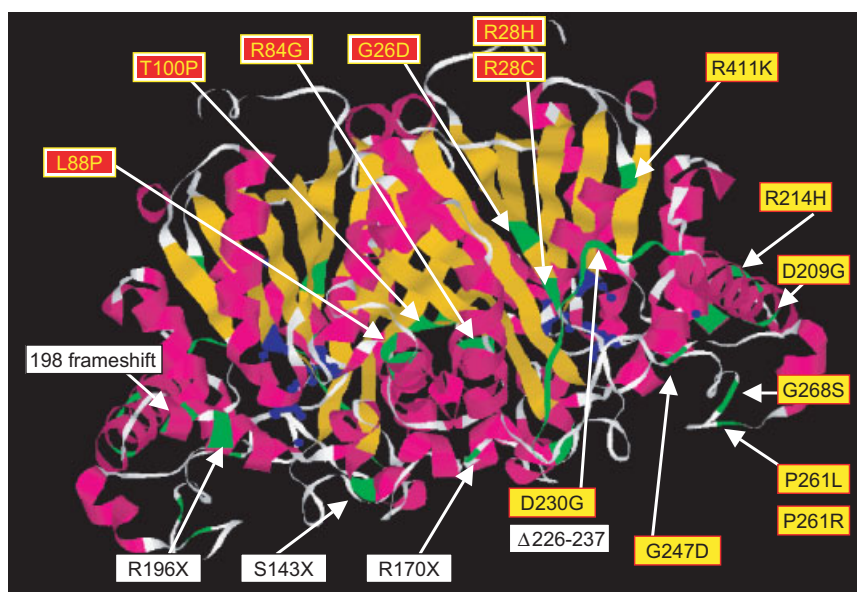 R28H
R84G
G26D
T100P
R28C
R411K
L88P
R214H
D209G
198 frameshift
G268S
P261L
D230G
P261R
Δ226-237
G247D
R196X
S143X
R170X